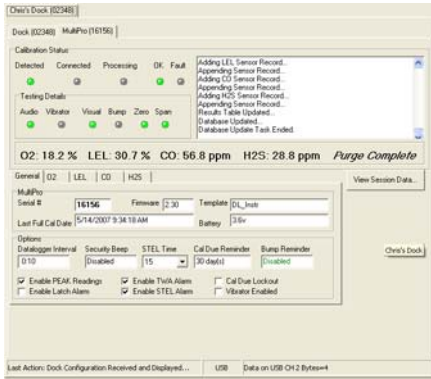 Chris's Dock (02348)
Dock (02348) MultiPro (16156)
Calibration Status
Detected Connected Processing OK Fault
Testing Details
Audio Vibrator Visual Bump Zero Span
Adding LEL Sensor Record...
Appending Sensor Record...
Adding CO Sensor Record...
Appending Sensor Record...
Adding H2S Sensor Record...
Appending Sensor Record...
Results Table Updated...
Database Updated...
Database Update Task Ended.
O2: 18.2 % LEL: 30.7 % CO: 56.8 ppm H2S: 28.8 ppm Purge Complete
General O2 LEL CO H2S
View Session Data...
MultiPro
Serial # 16156 Firmware 2.30 Template DL_Instr
Last Full Cal Date 5/14/2007 9:34:18 AM Battery 3.6v
Options
Datalogger Interval Security Beep STEL Time Cal Due Reminder Bump Reminder
0:10 Disabled 15 30 day(s) Disabled
Chris's Dock
Enable PEAK Readings Enable TWA Alarm Cal Due Lockout
Enable Latch Alarm Enable STEL Alarm Vibrator Enabled
Last Action: Dock Configuration Received and Displayed... USB Data on USB CH 2 Bytes=4